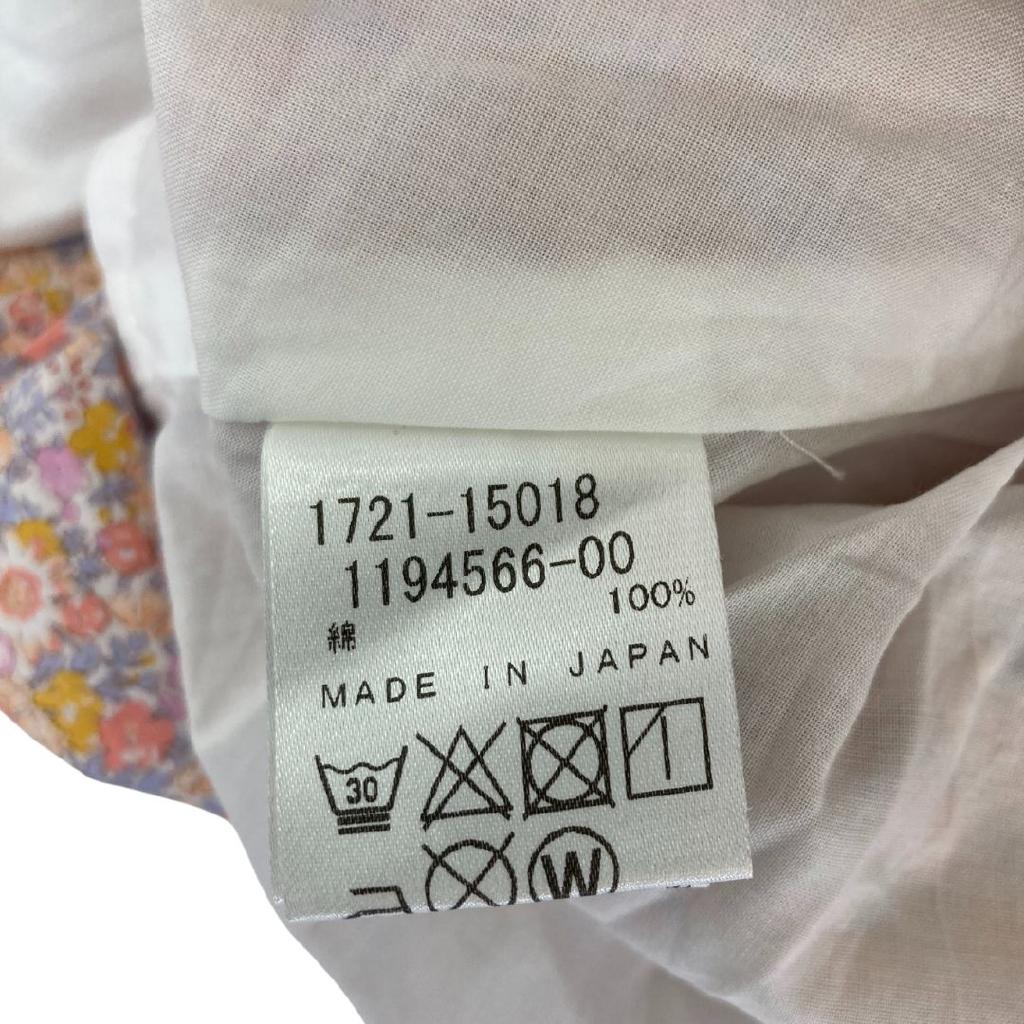 1721-15018
1194566-00
綿 100%
MADE IN JAPAN
30
W